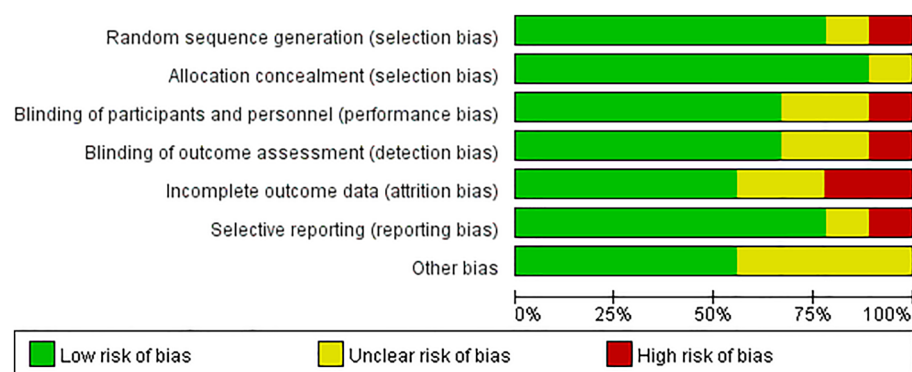 Random sequence generation (selection bias)
Allocation concealment (selection bias)
Blinding of participants and personnel (performance bias)
Blinding of outcome assessment (detection bias)
Incomplete outcome data (attrition bias)
Selective reporting (reporting bias)
Other bias
0% 25% 50% 75% 100%
Low risk of bias Unclear risk of bias High risk of bias